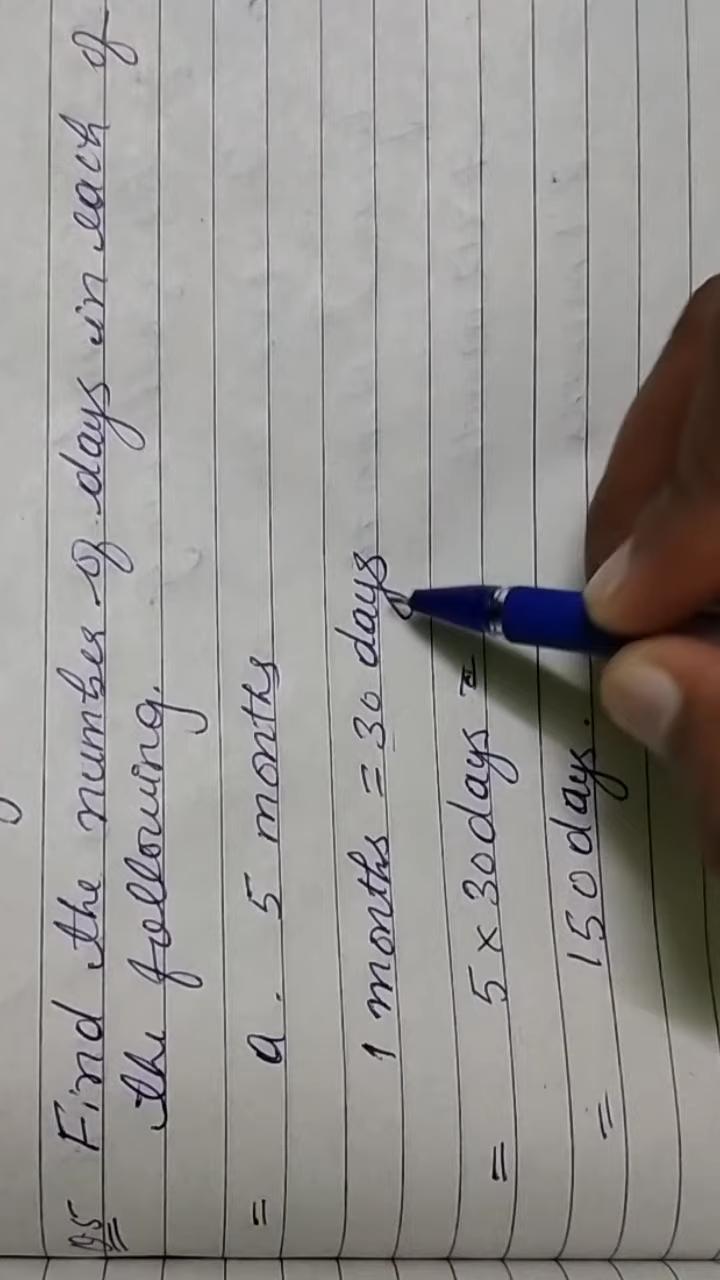 Q5 Find the number of days in each of
the following.
= a. 5 months
1 months = 30 days
= 5 x 30 days =
= 150 days.